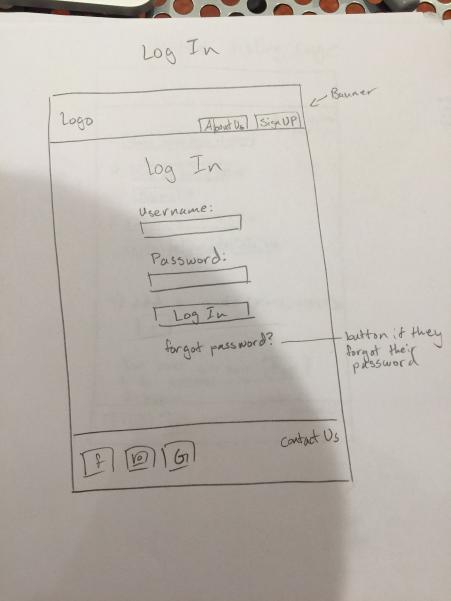 Log In
Banner
Logo
About Us
Sign UP
Log In
Username:
Password:
Log In
forgot password?
button if they
forgot their
password
Contact Us
f
G